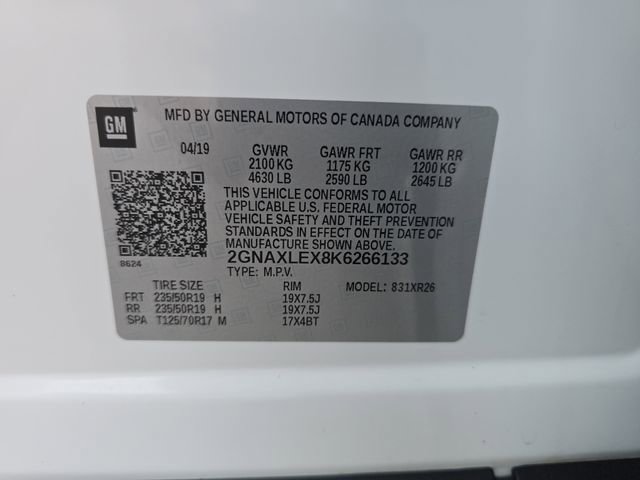 GM
MFD BY GENERAL MOTORS OF CANADA COMPANY
04/19 GVWR GAWR FRT GAWR RR
2100 KG 1175 KG 1200 KG
4630 LB 2590 LB 2645 LB
THIS VEHICLE CONFORMS TO ALL
APPLICABLE U.S. FEDERAL MOTOR
VEHICLE SAFETY AND THEFT PREVENTION
STANDARDS IN EFFECT ON THE DATE OF
MANUFACTURE SHOWN ABOVE.
8624
2GNAXLEX8K6266133
TYPE: M.P.V.
TIRE SIZE RIM MODEL: 831XR26
FRT 235/50R19 H 19X7.5J
RR 235/50R19 H 19X7.5J
SPA T125/70R17 M 17X4BT